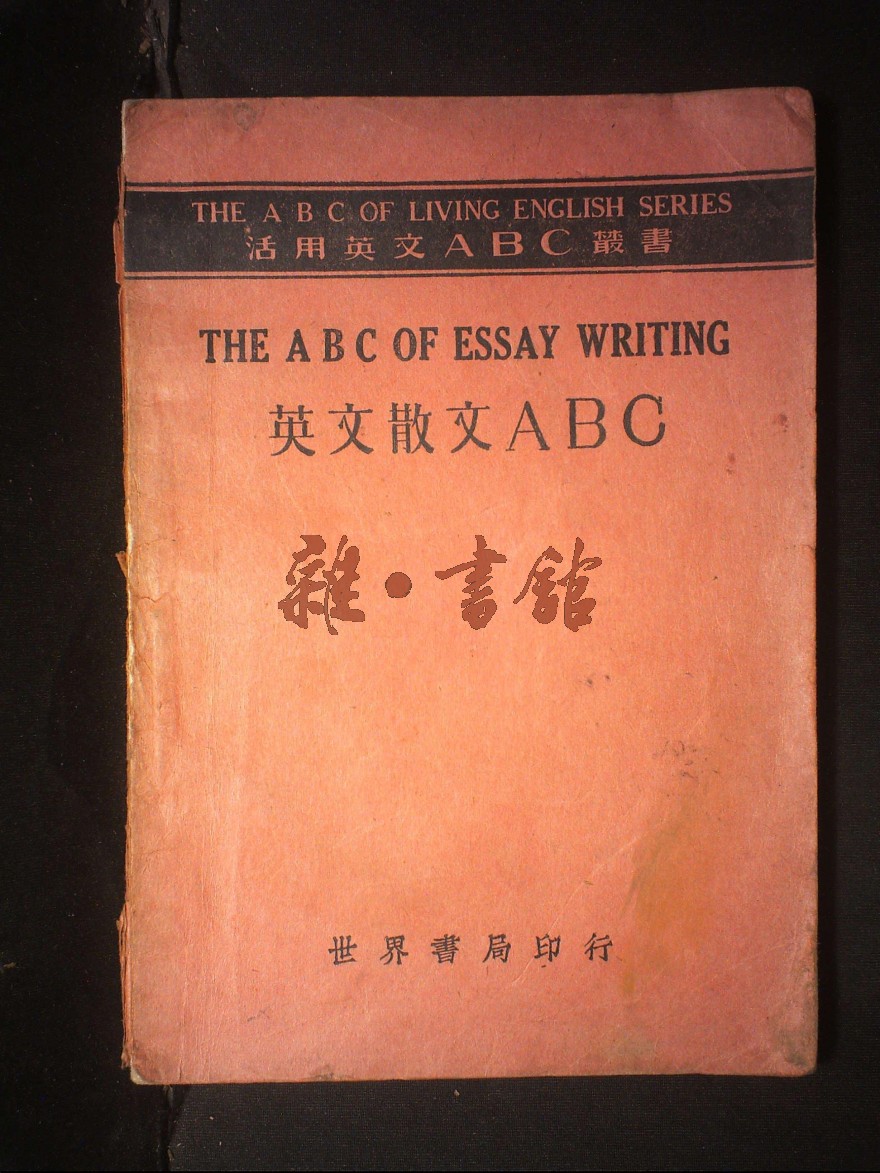 THE A B C OF LIVING ENGLISH SERIES
活用英文ABC叢書
THE A B C OF ESSAY WRITING
英文散文ABC
雜·書館
世界書局印行